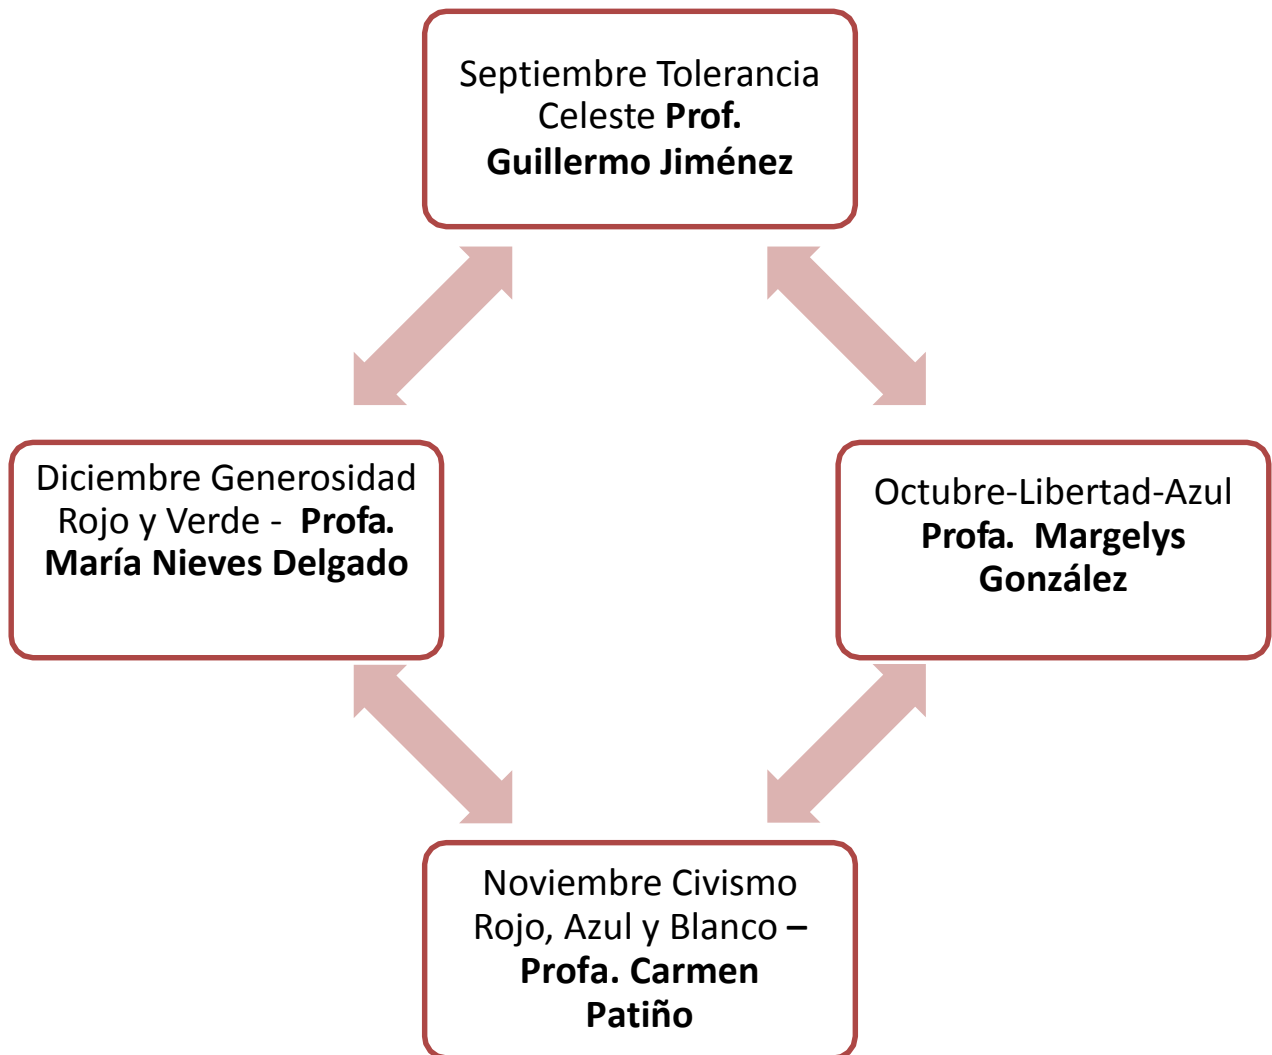 Septiembre Tolerancia
Celeste Prof.
Guillermo Jiménez
Diciembre Generosidad
Rojo y Verde - Profa.
María Nieves Delgado
Octubre-Libertad-Azul
Profa. Margelys
González
Noviembre Civismo
Rojo, Azul y Blanco –
Profa. Carmen
Patiño